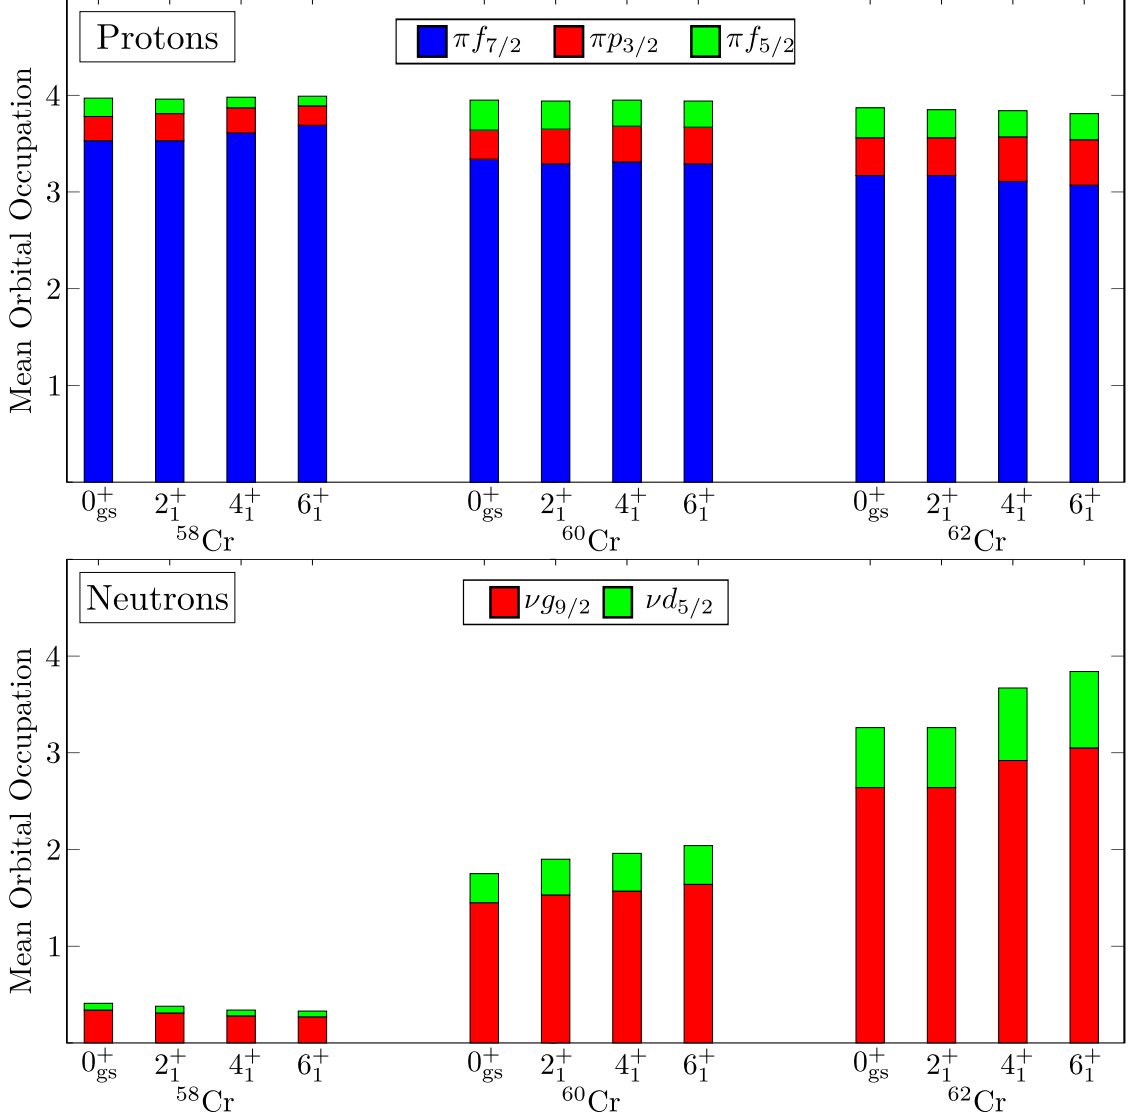 Protons
πf7/2 πp3/2 πf5/2
Mean Orbital Occupation
4
3
2
1
0+gs 2+1 4+1 6+1 0+gs 2+1 4+1 6+1 0+gs 2+1 4+1 6+1
58Cr 60Cr 62Cr
Neutrons
νg9/2 νd5/2
Mean Orbital Occupation
4
3
2
1
0+gs 2+1 4+1 6+1 0+gs 2+1 4+1 6+1 0+gs 2+1 4+1 6+1
58Cr 60Cr 62Cr